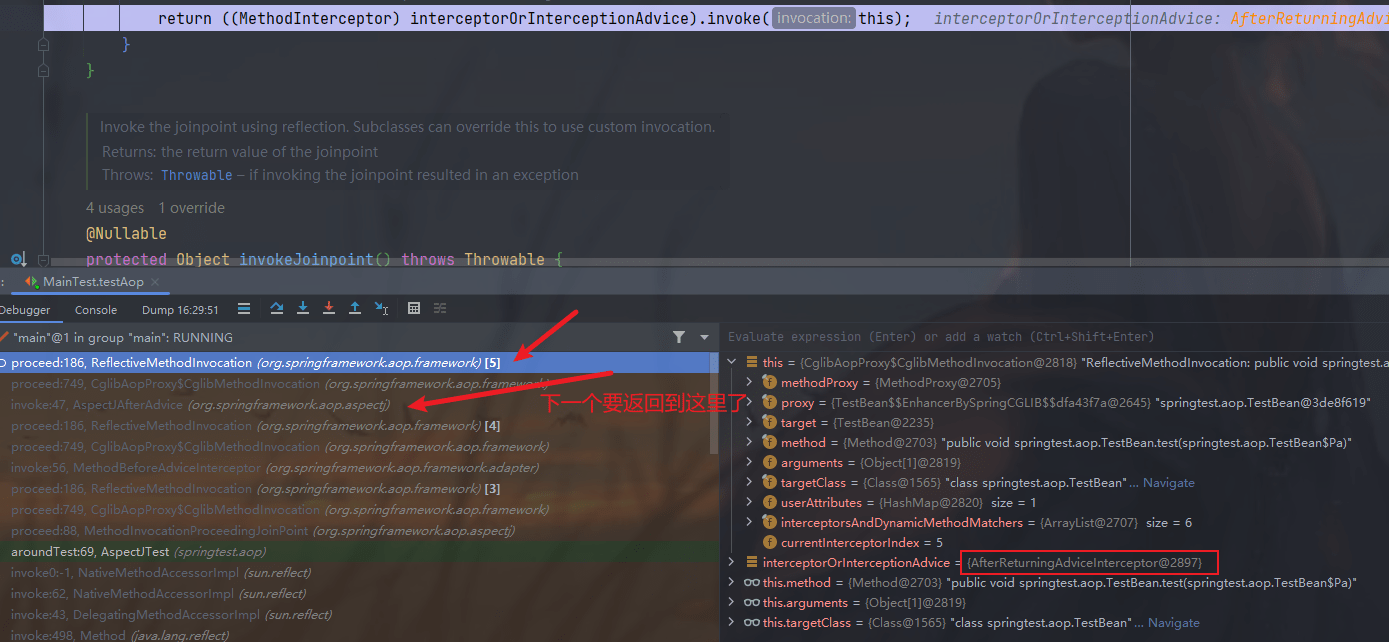 return ((MethodInterceptor) interceptorOrInterceptionAdvice).invoke( invocation: this);   interceptorOrInterceptionAdvice: AfterReturningAdvi
}
}
Invoke the joinpoint using reflection. Subclasses can override this to use custom invocation.
Returns: the return value of the joinpoint
Throws: Throwable – if invoking the joinpoint resulted in an exception
4 usages   1 override
@Nullable
protected Object invokeJoinpoint() throws Throwable {
: MainTest.testAop ×
Debugger   Console   Dump 16:29:51
"main"@1 in group "main": RUNNING
proceed:186, ReflectiveMethodInvocation (org.springframework.aop.framework) [5]
proceed:749, CglibAopProxy$CglibMethodInvocation (org.springframework.aop.framework)
invoke:47, AspectJAfterAdvice (org.springframework.aop.aspectj)
下一个要返回到这里了
proceed:186, ReflectiveMethodInvocation (org.springframework.aop.framework) [4]
proceed:749, CglibAopProxy$CglibMethodInvocation (org.springframework.aop.framework)
invoke:56, MethodBeforeAdviceInterceptor (org.springframework.aop.framework.adapter)
proceed:186, ReflectiveMethodInvocation (org.springframework.aop.framework) [3]
proceed:749, CglibAopProxy$CglibMethodInvocation (org.springframework.aop.framework)
proceed:88, MethodInvocationProceedingJoinPoint (org.springframework.aop.aspectj)
aroundTest:69, AspectJTest (springtest.aop)
invoke0:-1, NativeMethodAccessorImpl (sun.reflect)
invoke:62, NativeMethodAccessorImpl (sun.reflect)
invoke:43, DelegatingMethodAccessorImpl (sun.reflect)
invoke:498, Method (java.lang.reflect)
Evaluate expression (Enter) or add a watch (Ctrl+Shift+Enter)
this = {CglibAopProxy$CglibMethodInvocation@2818} "ReflectiveMethodInvocation: public void springtest.a
methodProxy = {MethodProxy@2705}
proxy = {TestBean$$EnhancerBySpringCGLIB$$dfa43f7a@2645} "springtest.aop.TestBean@3de8f619"
target = {TestBean@2235}
method = {Method@2703} "public void springtest.aop.TestBean.test(springtest.aop.TestBean$Pa)"
arguments = {Object[1]@2819}
targetClass = {Class@1565} "class springtest.aop.TestBean"... Navigate
userAttributes = {HashMap@2820} size = 1
interceptorsAndDynamicMethodMatchers = {ArrayList@2707} size = 6
currentInterceptorIndex = 5
interceptorOrInterceptionAdvice = {AfterReturningAdviceInterceptor@2897}
this.method = {Method@2703} "public void springtest.aop.TestBean.test(springtest.aop.TestBean$Pa)"
this.arguments = {Object[1]@2819}
this.targetClass = {Class@1565} "class springtest.aop.TestBean"... Navigate